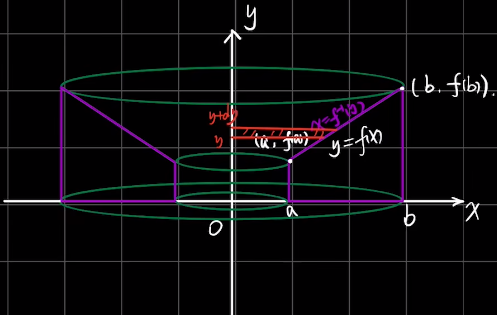 y
(b, f(b)).
y+dy
x=f⁻¹(y)
y
(a, f(a))
y=f(x)
O
a
b
x